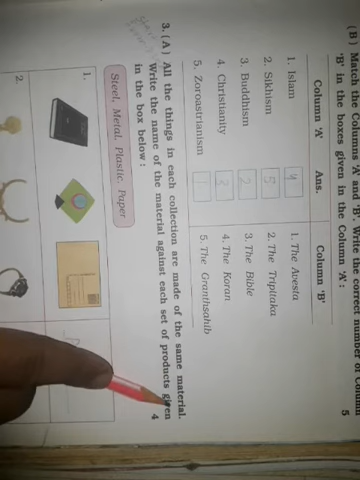 (B) Match the Columns 'A' and 'B'. Write the correct number of Column
'B' in the boxes given in the Column 'A' : 5
Column 'A' Ans. Column 'B'
1. Islam 4 1. The Avesta
2. Sikhism 5 2. The Tripitaka
3. Buddhism 2 3. The Bible
4. Christianity 3 4. The Koran
5. Zoroastrianism 1 5. The Granthsahib
3. (A) All the things in each collection are made of the same material.
Write the name of the material against each set of products given
in the box below : 4
Steel, Metal, Plastic, Paper
1.
2.